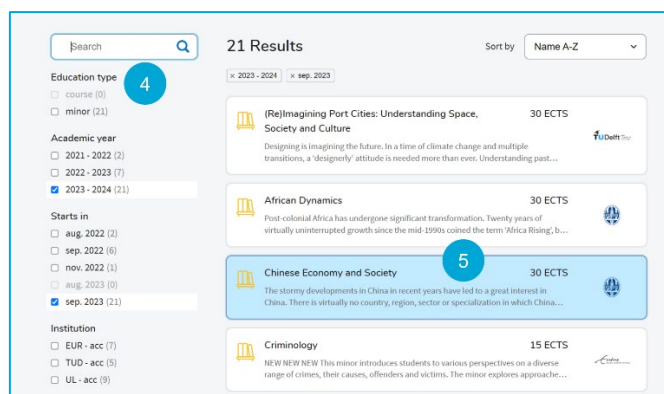 Search
4
Education type
course (0)
minor (21)
Academic year
2021 - 2022 (2)
2022 - 2023 (7)
2023 - 2024 (21)
Starts in
aug. 2022 (2)
sep. 2022 (6)
nov. 2022 (1)
aug. 2023 (0)
sep. 2023 (21)
Institution
EUR - acc (7)
TUD - acc (5)
UL - acc (9)
21 Results
Sort by
Name A-Z
× 2023 - 2024
× sep. 2023
(Re)Imagining Port Cities: Understanding Space,
Society and Culture
30 ECTS
Designing is imagining the future. In a time of climate change and multiple
transitions, a 'designerly' attitude is needed more than ever. Understanding past…
TUDelft
African Dynamics
30 ECTS
Post-colonial Africa has undergone significant transformation. Twenty years of
virtually uninterrupted growth since the mid-1990s coined the term 'Africa Rising', b…
5
Chinese Economy and Society
30 ECTS
The stormy developments in China in recent years have led to a great interest in
China. There is virtually no country, region, sector or specialization in which China…
Criminology
15 ECTS
NEW NEW NEW This minor introduces students to various perspectives on a diverse
range of crimes, their causes, offenders and victims. The minor explores approache…